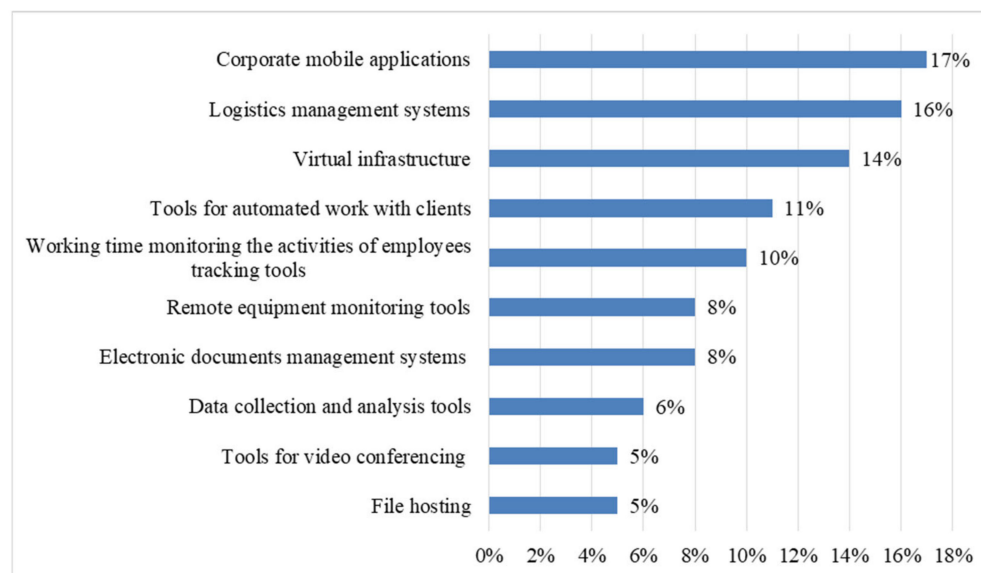 Corporate mobile applications 17%
Logistics management systems 16%
Virtual infrastructure 14%
Tools for automated work with clients 11%
Working time monitoring the activities of employees
tracking tools 10%
Remote equipment monitoring tools 8%
Electronic documents management systems 8%
Data collection and analysis tools 6%
Tools for video conferencing 5%
File hosting 5%
0% 2% 4% 6% 8% 10% 12% 14% 16% 18%